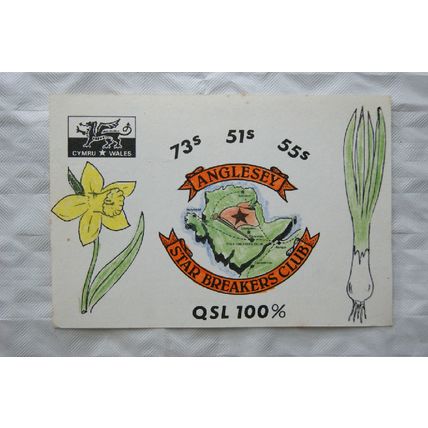 CYMRU ★ WALES
73s 51s 55s
ANGLESEY
STAR BREAKERS CLUB
QSL 100%